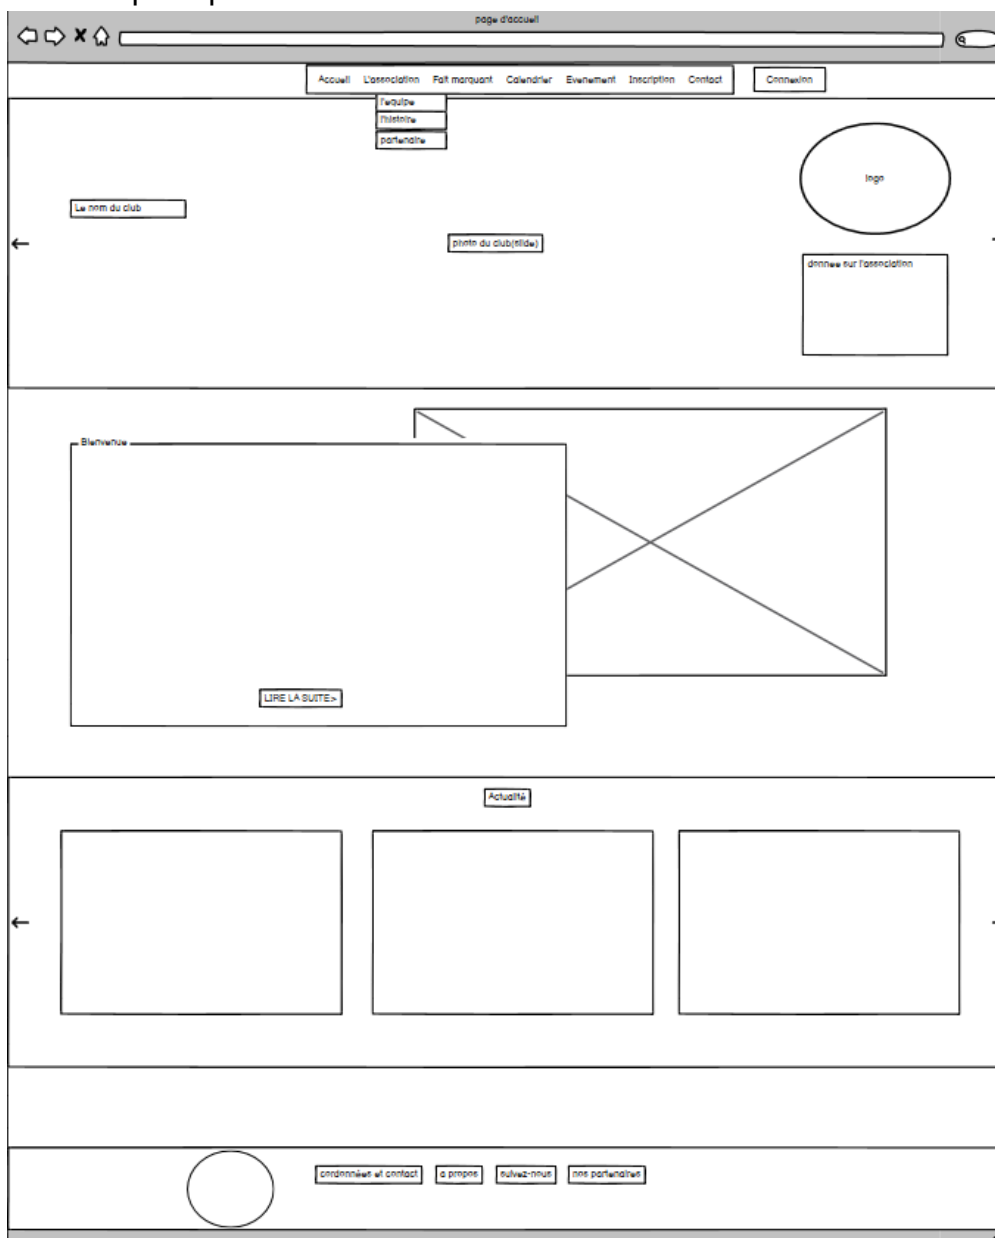 page d'accueil
Accueil L'association Fait marquant Calendrier Evenement Inscription Contact Connexion
l'equipe
l'histoire
partenaire
logo
Le nom du club
photo du club(slide)
donnee sur l'association
Bienvenue
LIRE LA SUITE>
Actualité
cordonnées et contact a propos suivez-nous nos partenaires